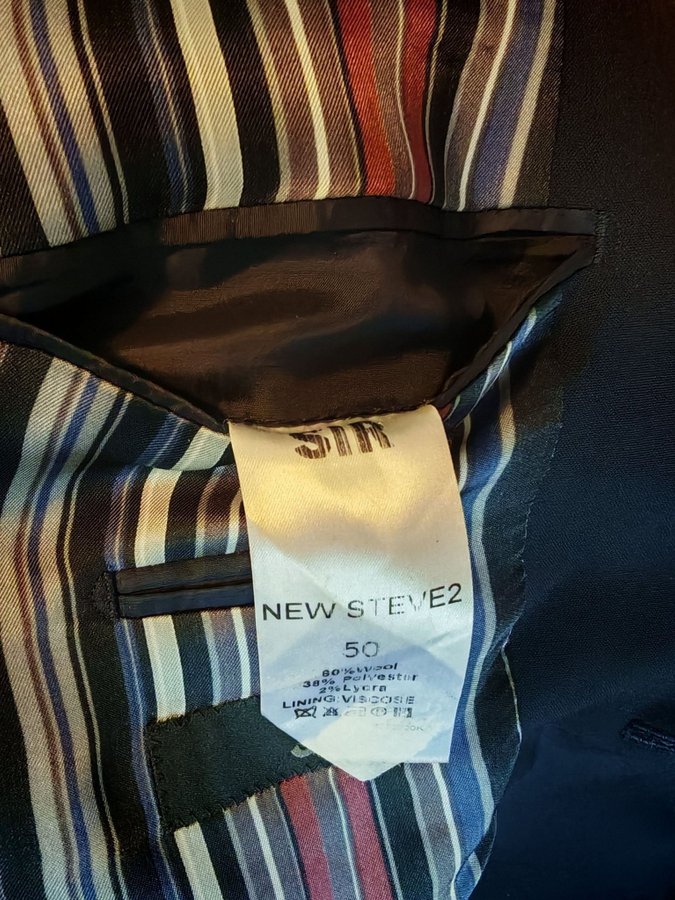 SIR
NEW STEVE2
50
60%Wool
38% Polyester
2%Lycra
LINING:VISCOSE